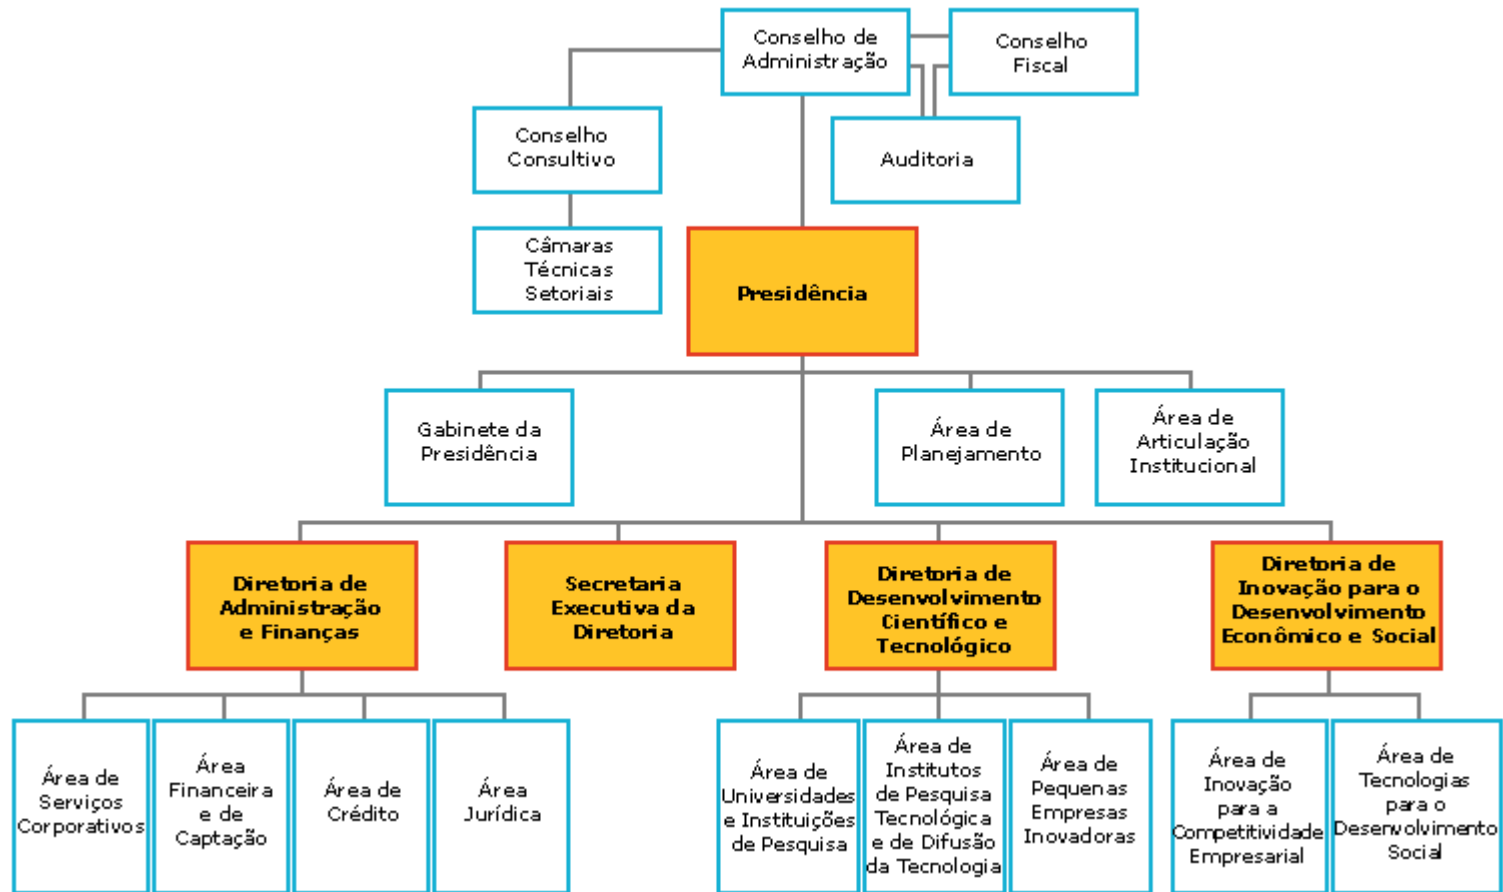 Conselho de
Administração
Conselho
Fiscal
Conselho
Consultivo
Auditoria
Câmaras
Técnicas
Setoriais
Presidência
Gabinete da
Presidência
Área de
Planejamento
Área de
Articulação
Institucional
Diretoria de
Administração
e Finanças
Secretaria
Executiva da
Diretoria
Diretoria de
Desenvolvimento
Científico e
Tecnológico
Diretoria de
Inovação para o
Desenvolvimento
Econômico e Social
Área de
Serviços
Corporativos
Área
Financeira
e de
Captação
Área de
Crédito
Área
Jurídica
Área de
Universidades
e Instituições
de Pesquisa
Área de
Institutos
de Pesquisa
Tecnológica
e de Difusão
da Tecnologia
Área de
Pequenas
Empresas
Inovadoras
Área de
Inovação
para a
Competitividade
Empresarial
Área de
Tecnologias
para o
Desenvolvimento
Social